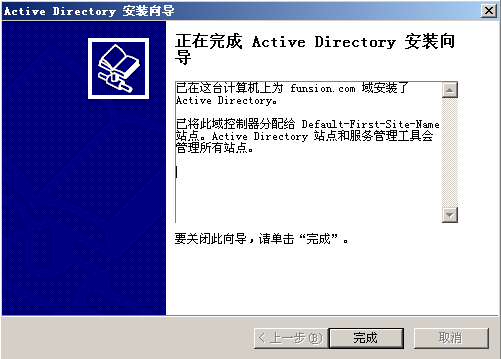 Active Directory 安装向导
正在完成 Active Directory 安装向
导
已在这台计算机上为 funsion.com 域安装了
Active Directory。
已将此域控制器分配给 Default-First-Site-Name
站点。Active Directory 站点和服务管理工具会
管理所有站点。
要关闭此向导，请单击“完成”。
< 上一步(B)
完成
取消